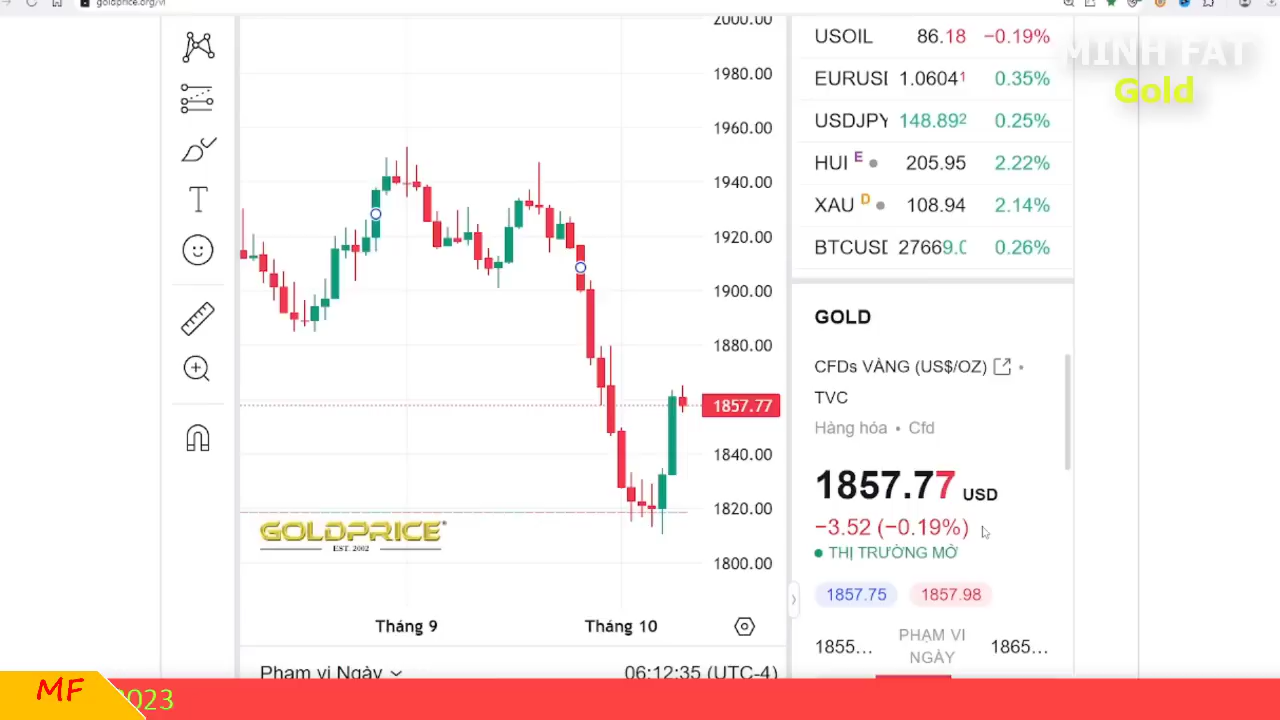 goldprice.org/vi
2000.00
1980.00
1960.00
1940.00
1920.00
1900.00
1880.00
1857.77
1840.00
1820.00
1800.00
GOLDPRICE
EST. 2002
Tháng 9 Tháng 10
Phạm vi Ngày 06:12:35 (UTC-4)
USOIL 86.18 −0.19%
EURUSD 1.06041 0.35%
USDJPY 148.892 0.25%
HUI E 205.95 2.22%
XAU D 108.94 2.14%
BTCUSD 27669.0 0.26%
MINH FAT
Gold
GOLD
CFDs VÀNG (US$/OZ) •
TVC
Hàng hóa • Cfd
1857.77 USD
−3.52 (−0.19%)
THỊ TRƯỜNG MỞ
1857.75 1857.98
1855... PHẠM VI NGÀY 1865...
MF
2023